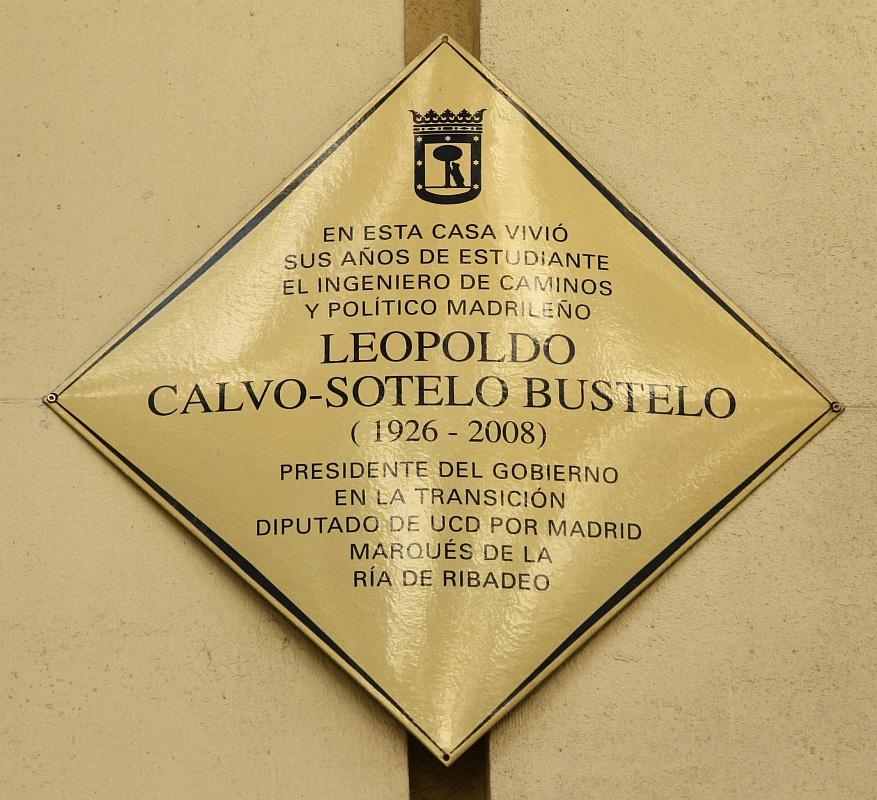 EN ESTA CASA VIVIÓ
SUS AÑOS DE ESTUDIANTE
EL INGENIERO DE CAMINOS
Y POLÍTICO MADRILEÑO
LEOPOLDO
CALVO-SOTELO BUSTELO
( 1926 - 2008)
PRESIDENTE DEL GOBIERNO
EN LA TRANSICIÓN
DIPUTADO DE UCD POR MADRID
MARQUÉS DE LA
RÍA DE RIBADEO